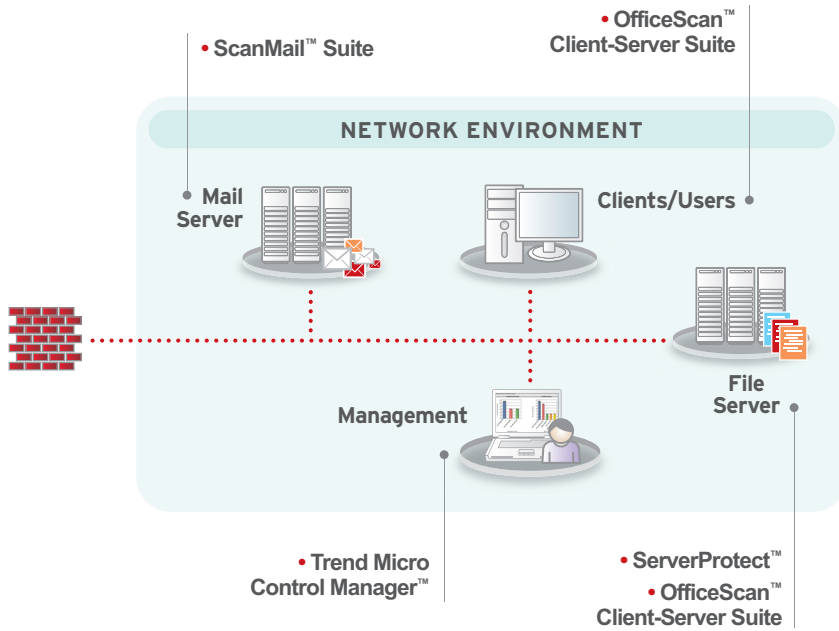 • ScanMail™ Suite
• OfficeScan™
Client-Server Suite
NETWORK ENVIRONMENT
Mail
Server
Clients/Users
File
Server
Management
• Trend Micro
Control Manager™
• ServerProtect™
• OfficeScan™
Client-Server Suite